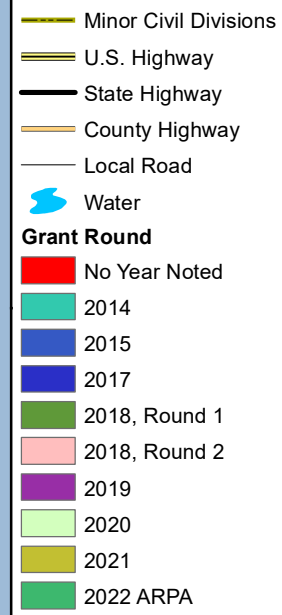 Minor Civil Divisions
U.S. Highway
State Highway
County Highway
Local Road
Water
Grant Round
No Year Noted
2014
2015
2017
2018, Round 1
2018, Round 2
2019
2020
2021
2022 ARPA